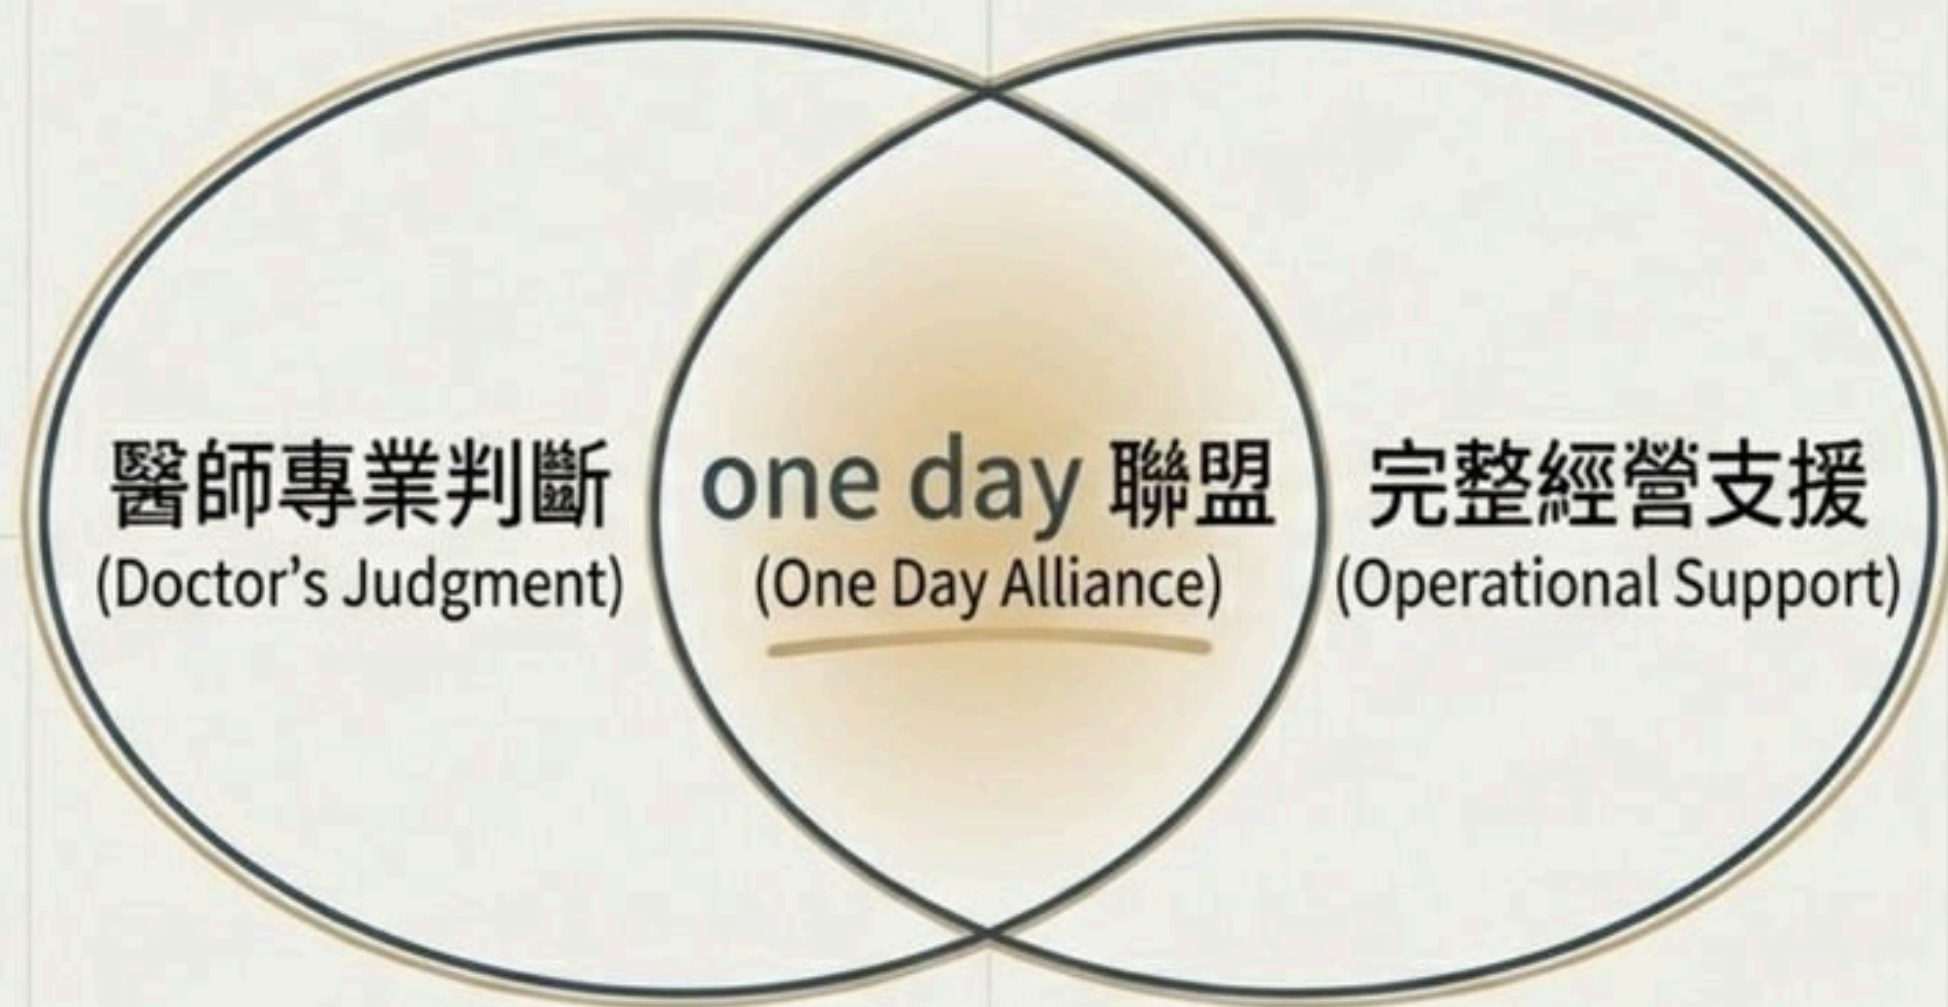 醫師專業判斷
(Doctor's Judgment)
one day 聯盟
(One Day Alliance)
完整經營支援
(Operational Support)